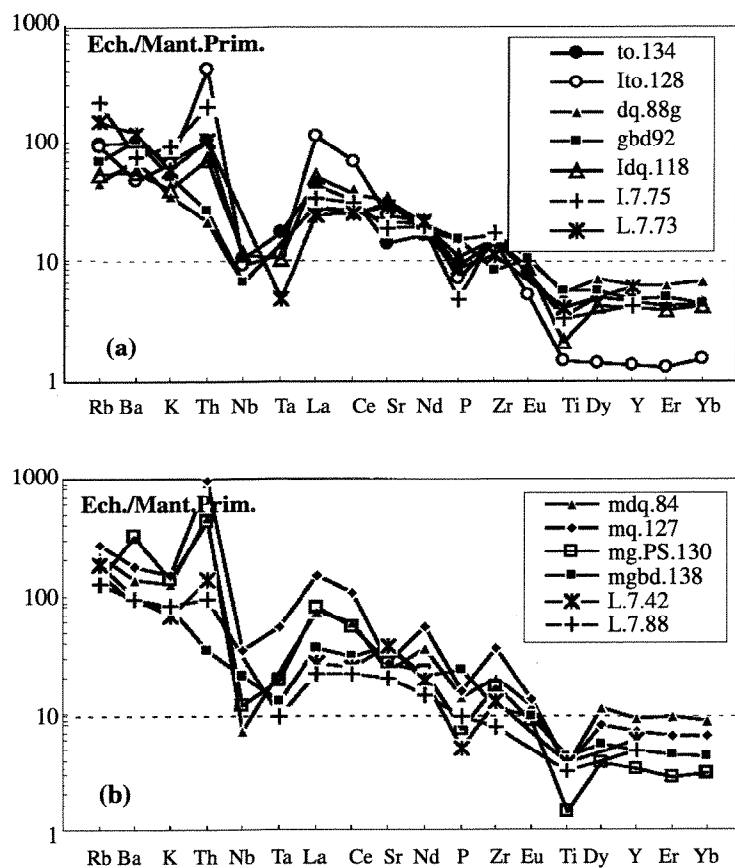 1000
Ech./Mant.Prim.
to.134
Ito.128
dq.88g
gbd92
Idq.118
I.7.75
L.7.73
100
10
(a)
1
Rb Ba K Th Nb Ta La Ce Sr Nd P Zr Eu Ti Dy Y Er Yb
1000
Ech./Mant.Prim.
mdq.84
mq.127
mg.PS.130
mgbd.138
L.7.42
L.7.88
100
10
(b)
1
Rb Ba K Th Nb Ta La Ce Sr Nd P Zr Eu Ti Dy Y Er Yb